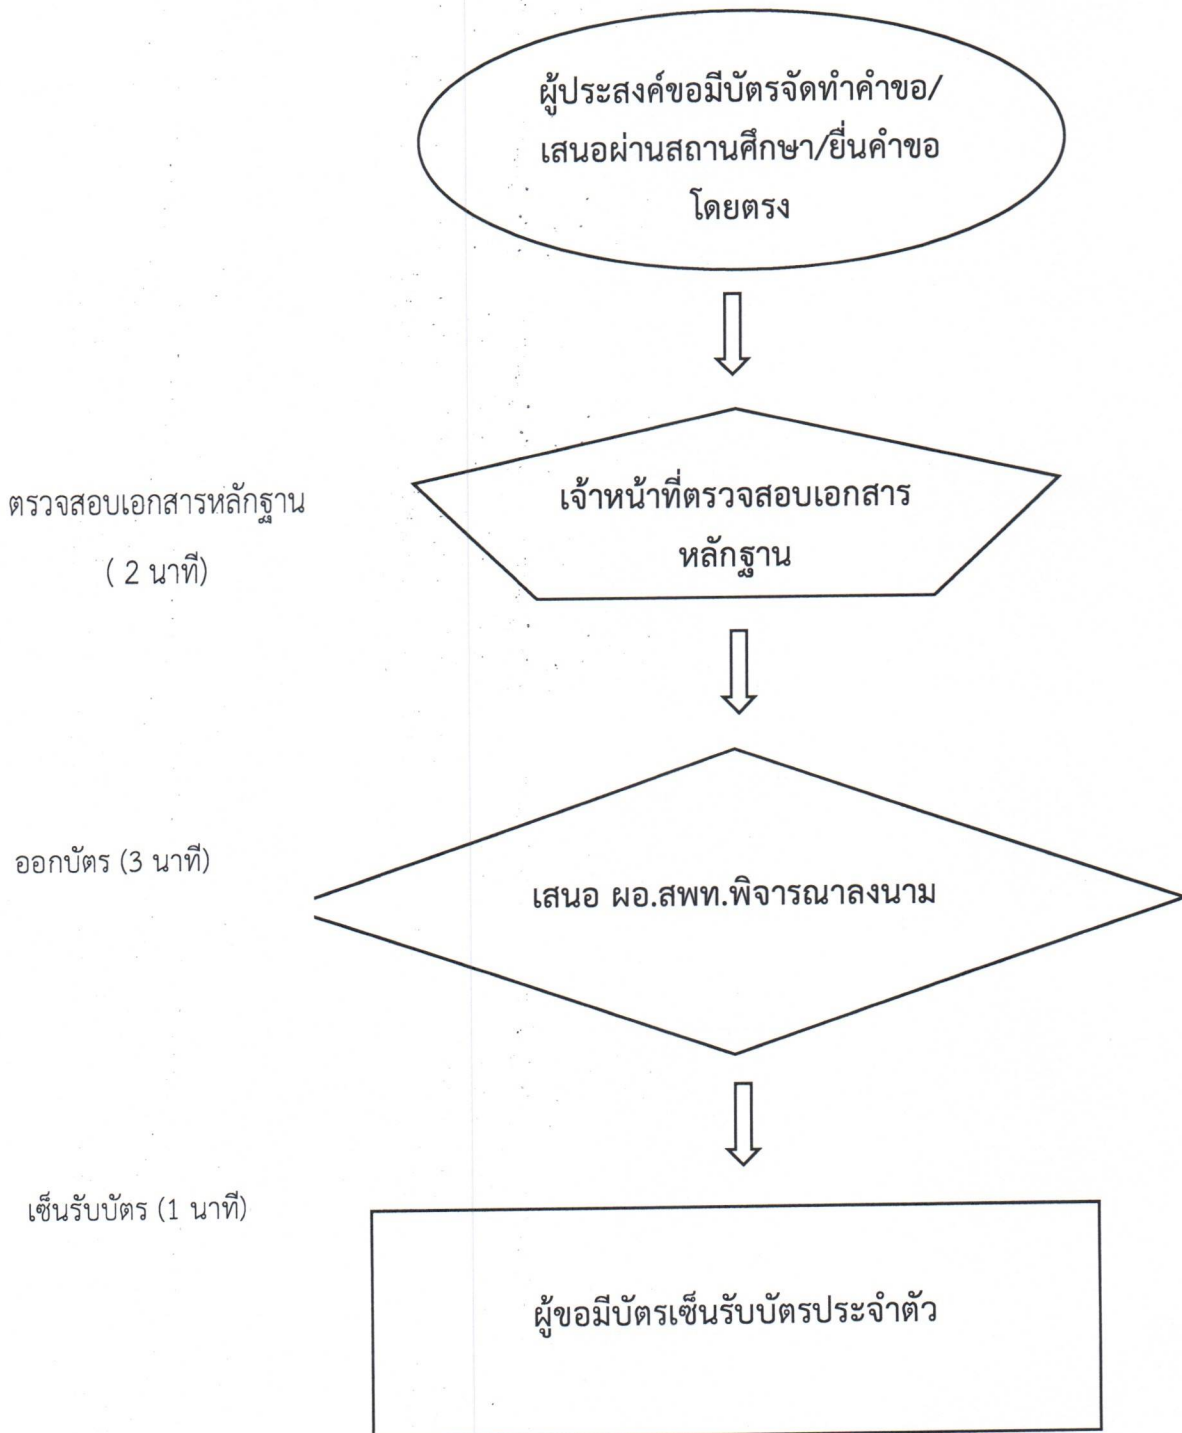 ผู้ประสงค์ขอมีบัตรจัดทำคำขอ/
เสนอผ่านสถานศึกษา/ยื่นคำขอ
โดยตรง
ตรวจสอบเอกสารหลักฐาน
( 2 นาที)
เจ้าหน้าที่ตรวจสอบเอกสาร
หลักฐาน
ออกบัตร (3 นาที)
เสนอ ผอ.สพท.พิจารณาลงนาม
เซ็นรับบัตร (1 นาที)
ผู้ขอมีบัตรเซ็นรับบัตรประจำตัว